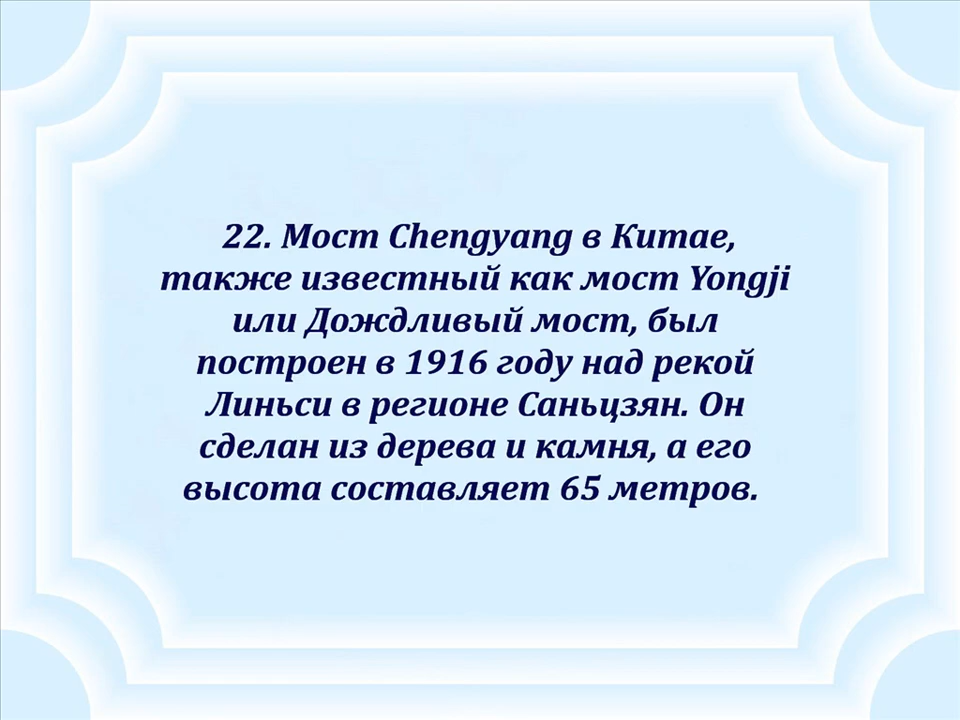 22. Мост Chengyang в Китае,
также известный как мост Yongji
или Дождливый мост, был
построен в 1916 году над рекой
Линьси в регионе Саньцзян. Он
сделан из дерева и камня, а его
высота составляет 65 метров.